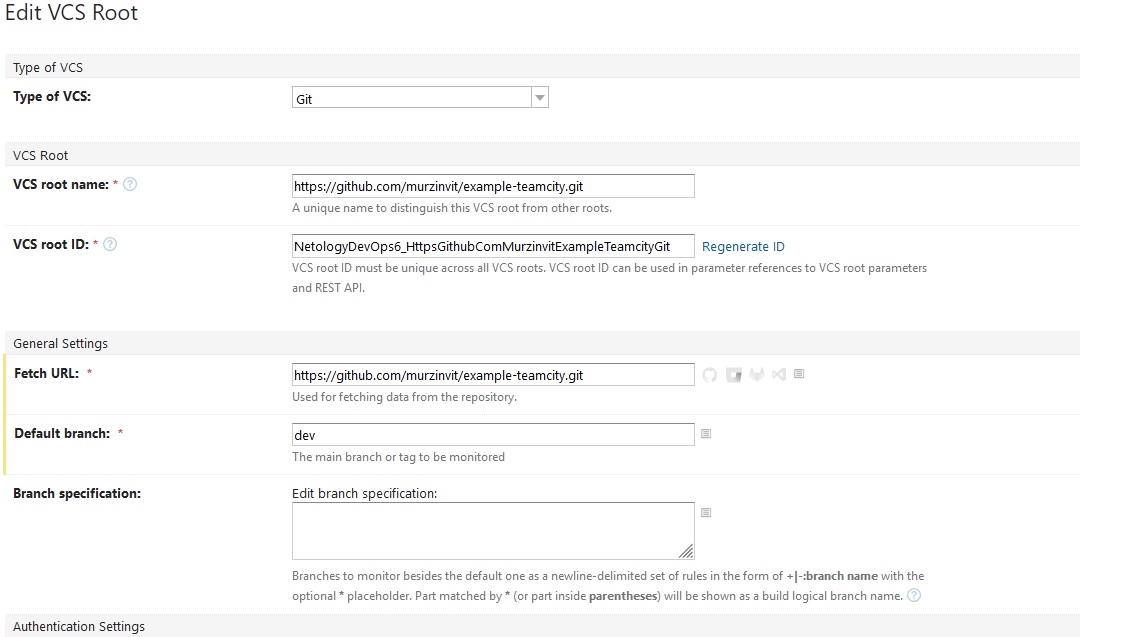 Edit VCS Root
Type of VCS
Type of VCS:
Git
VCS Root
VCS root name: *
https://github.com/murzinvit/example-teamcity.git
A unique name to distinguish this VCS root from other roots.
VCS root ID: *
NetologyDevOps6_HttpsGithubComMurzinvitExampleTeamcityGit Regenerate ID
VCS root ID must be unique across all VCS roots. VCS root ID can be used in parameter references to VCS root parameters
and REST API.
General Settings
Fetch URL: *
https://github.com/murzinvit/example-teamcity.git
Used for fetching data from the repository.
Default branch: *
dev
The main branch or tag to be monitored
Branch specification:
Edit branch specification:
Branches to monitor besides the default one as a newline-delimited set of rules in the form of +|-:branch name with the
optional * placeholder. Part matched by * (or part inside parentheses) will be shown as a build logical branch name.
Authentication Settings